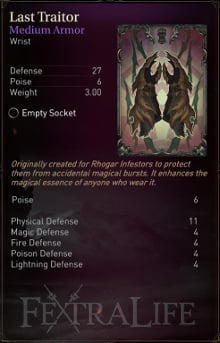 Last Traitor
Medium Armor
Wrist
Defense 27
Poise 6
Weight 3.00
Empty Socket
Originally created for Rhogar Infestors to protect
them from accidental magical bursts. It enhances the
magical essence of anyone who wear it.
Poise 6
Physical Defense 11
Magic Defense 4
Fire Defense 4
Poison Defense 4
Lightning Defense 4
FEXTRALIFE